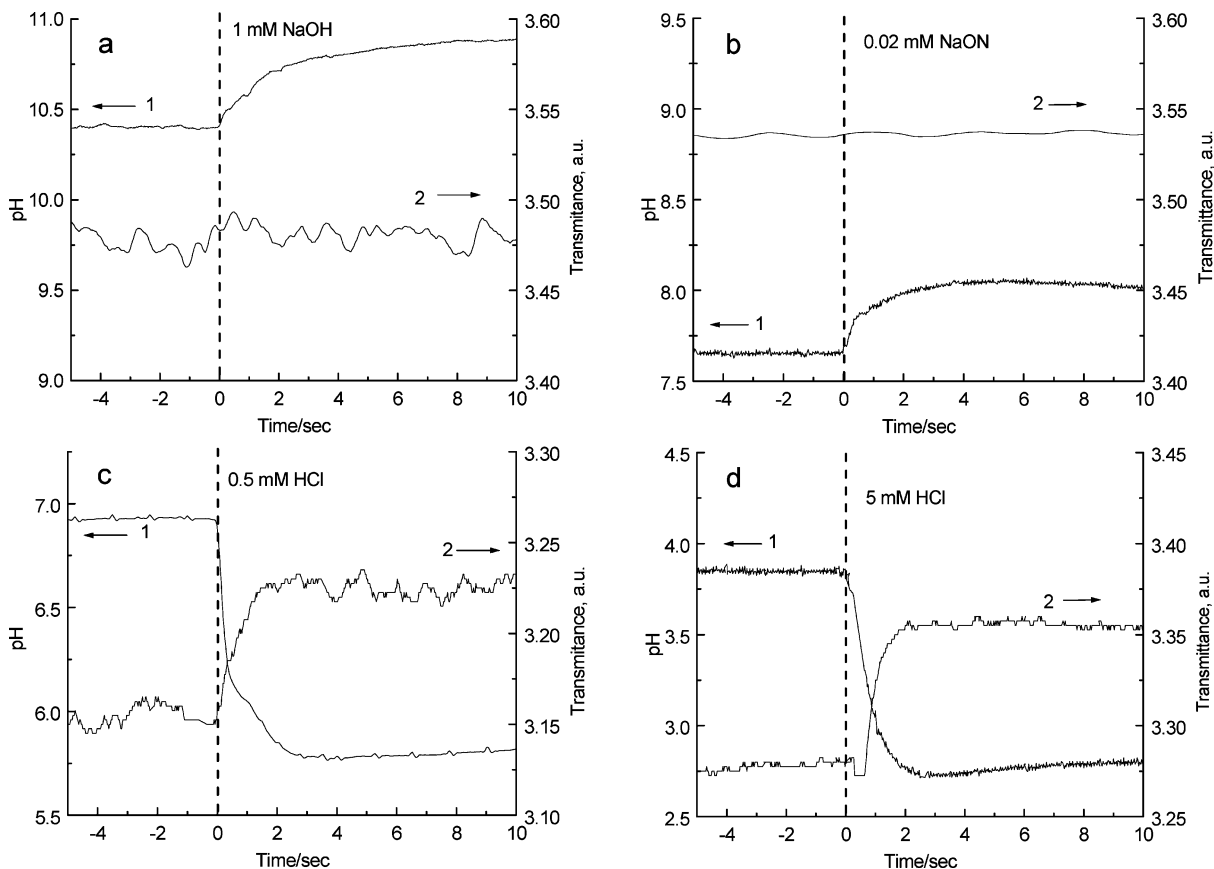 a
1 mM NaOH
11.0
10.5
10.0
9.5
9.0
pH
1
2
3.60
3.55
3.50
3.45
3.40
Transmitance, a.u.
-4 -2 0 2 4 6 8 10
Time/sec
b
0.02 mM NaON
9.5
9.0
8.5
8.0
7.5
pH
2
1
3.60
3.55
3.50
3.45
3.40
Transmittance, a.u.
-4 -2 0 2 4 6 8 10
Time/sec
c
0.5 mM HCl
7.0
6.5
6.0
5.5
pH
1
2
3.30
3.26
3.22
3.15
3.10
Transmitance, a.u.
-4 -2 0 2 4 6 8 10
Time/sec
d
5 mM HCl
4.5
4.0
3.5
3.0
2.5
pH
1
2
3.45
3.40
3.35
3.30
3.25
Transmittance, a.u.
-4 -2 0 2 4 6 8 10
Time/sec